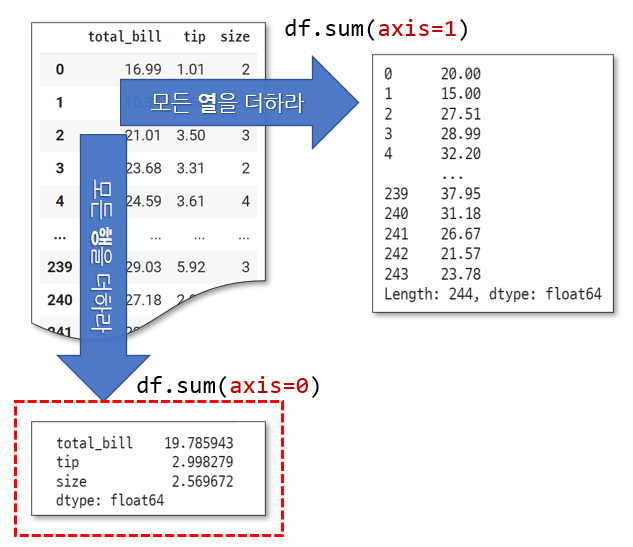 total_bill tip size
0 16.99 1.01 2
1
2 21.01 3.50 3
3 23.68 3.31 2
4 24.59 3.61 4
... ... ... ...
239 29.03 5.92 3
240 27.18
241
모든 열을 더하라
모든 행을 더하라
df.sum(axis=1)
0 20.00
1 15.00
2 27.51
3 28.99
4 32.20
...
239 37.95
240 31.18
241 26.67
242 21.57
243 23.78
Length: 244, dtype: float64
df.sum(axis=0)
total_bill 19.785943
tip 2.998279
size 2.569672
dtype: float64